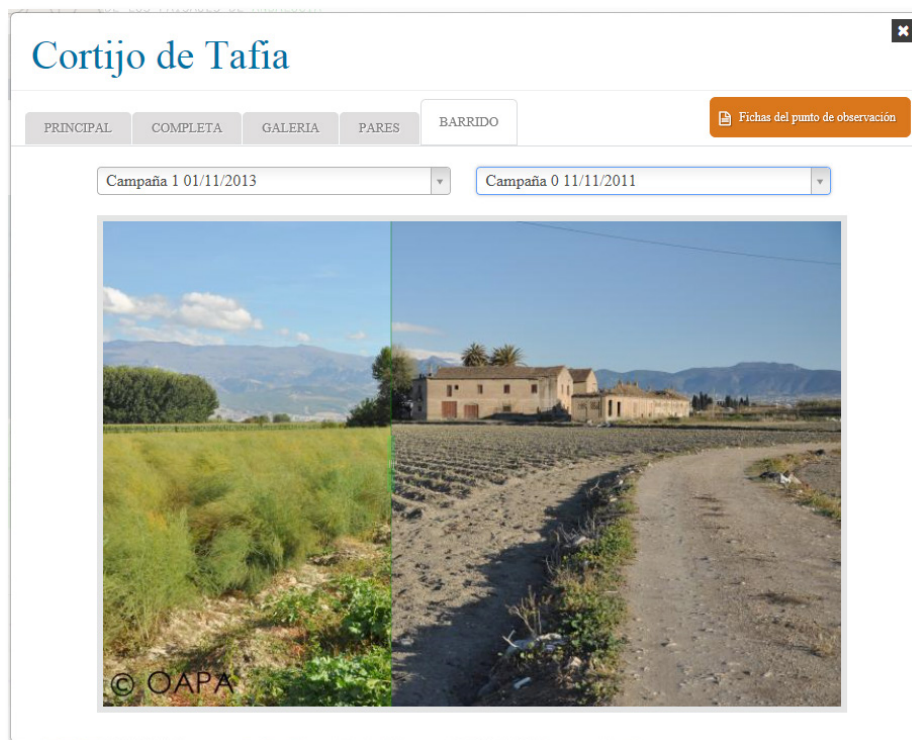 Cortijo de Tafia
PRINCIPAL
COMPLETA
GALERIA
PARES
BARRIDO
Fichas del punto de observación
Campaña 1 01/11/2013
Campaña 0 11/11/2011
© OAPA